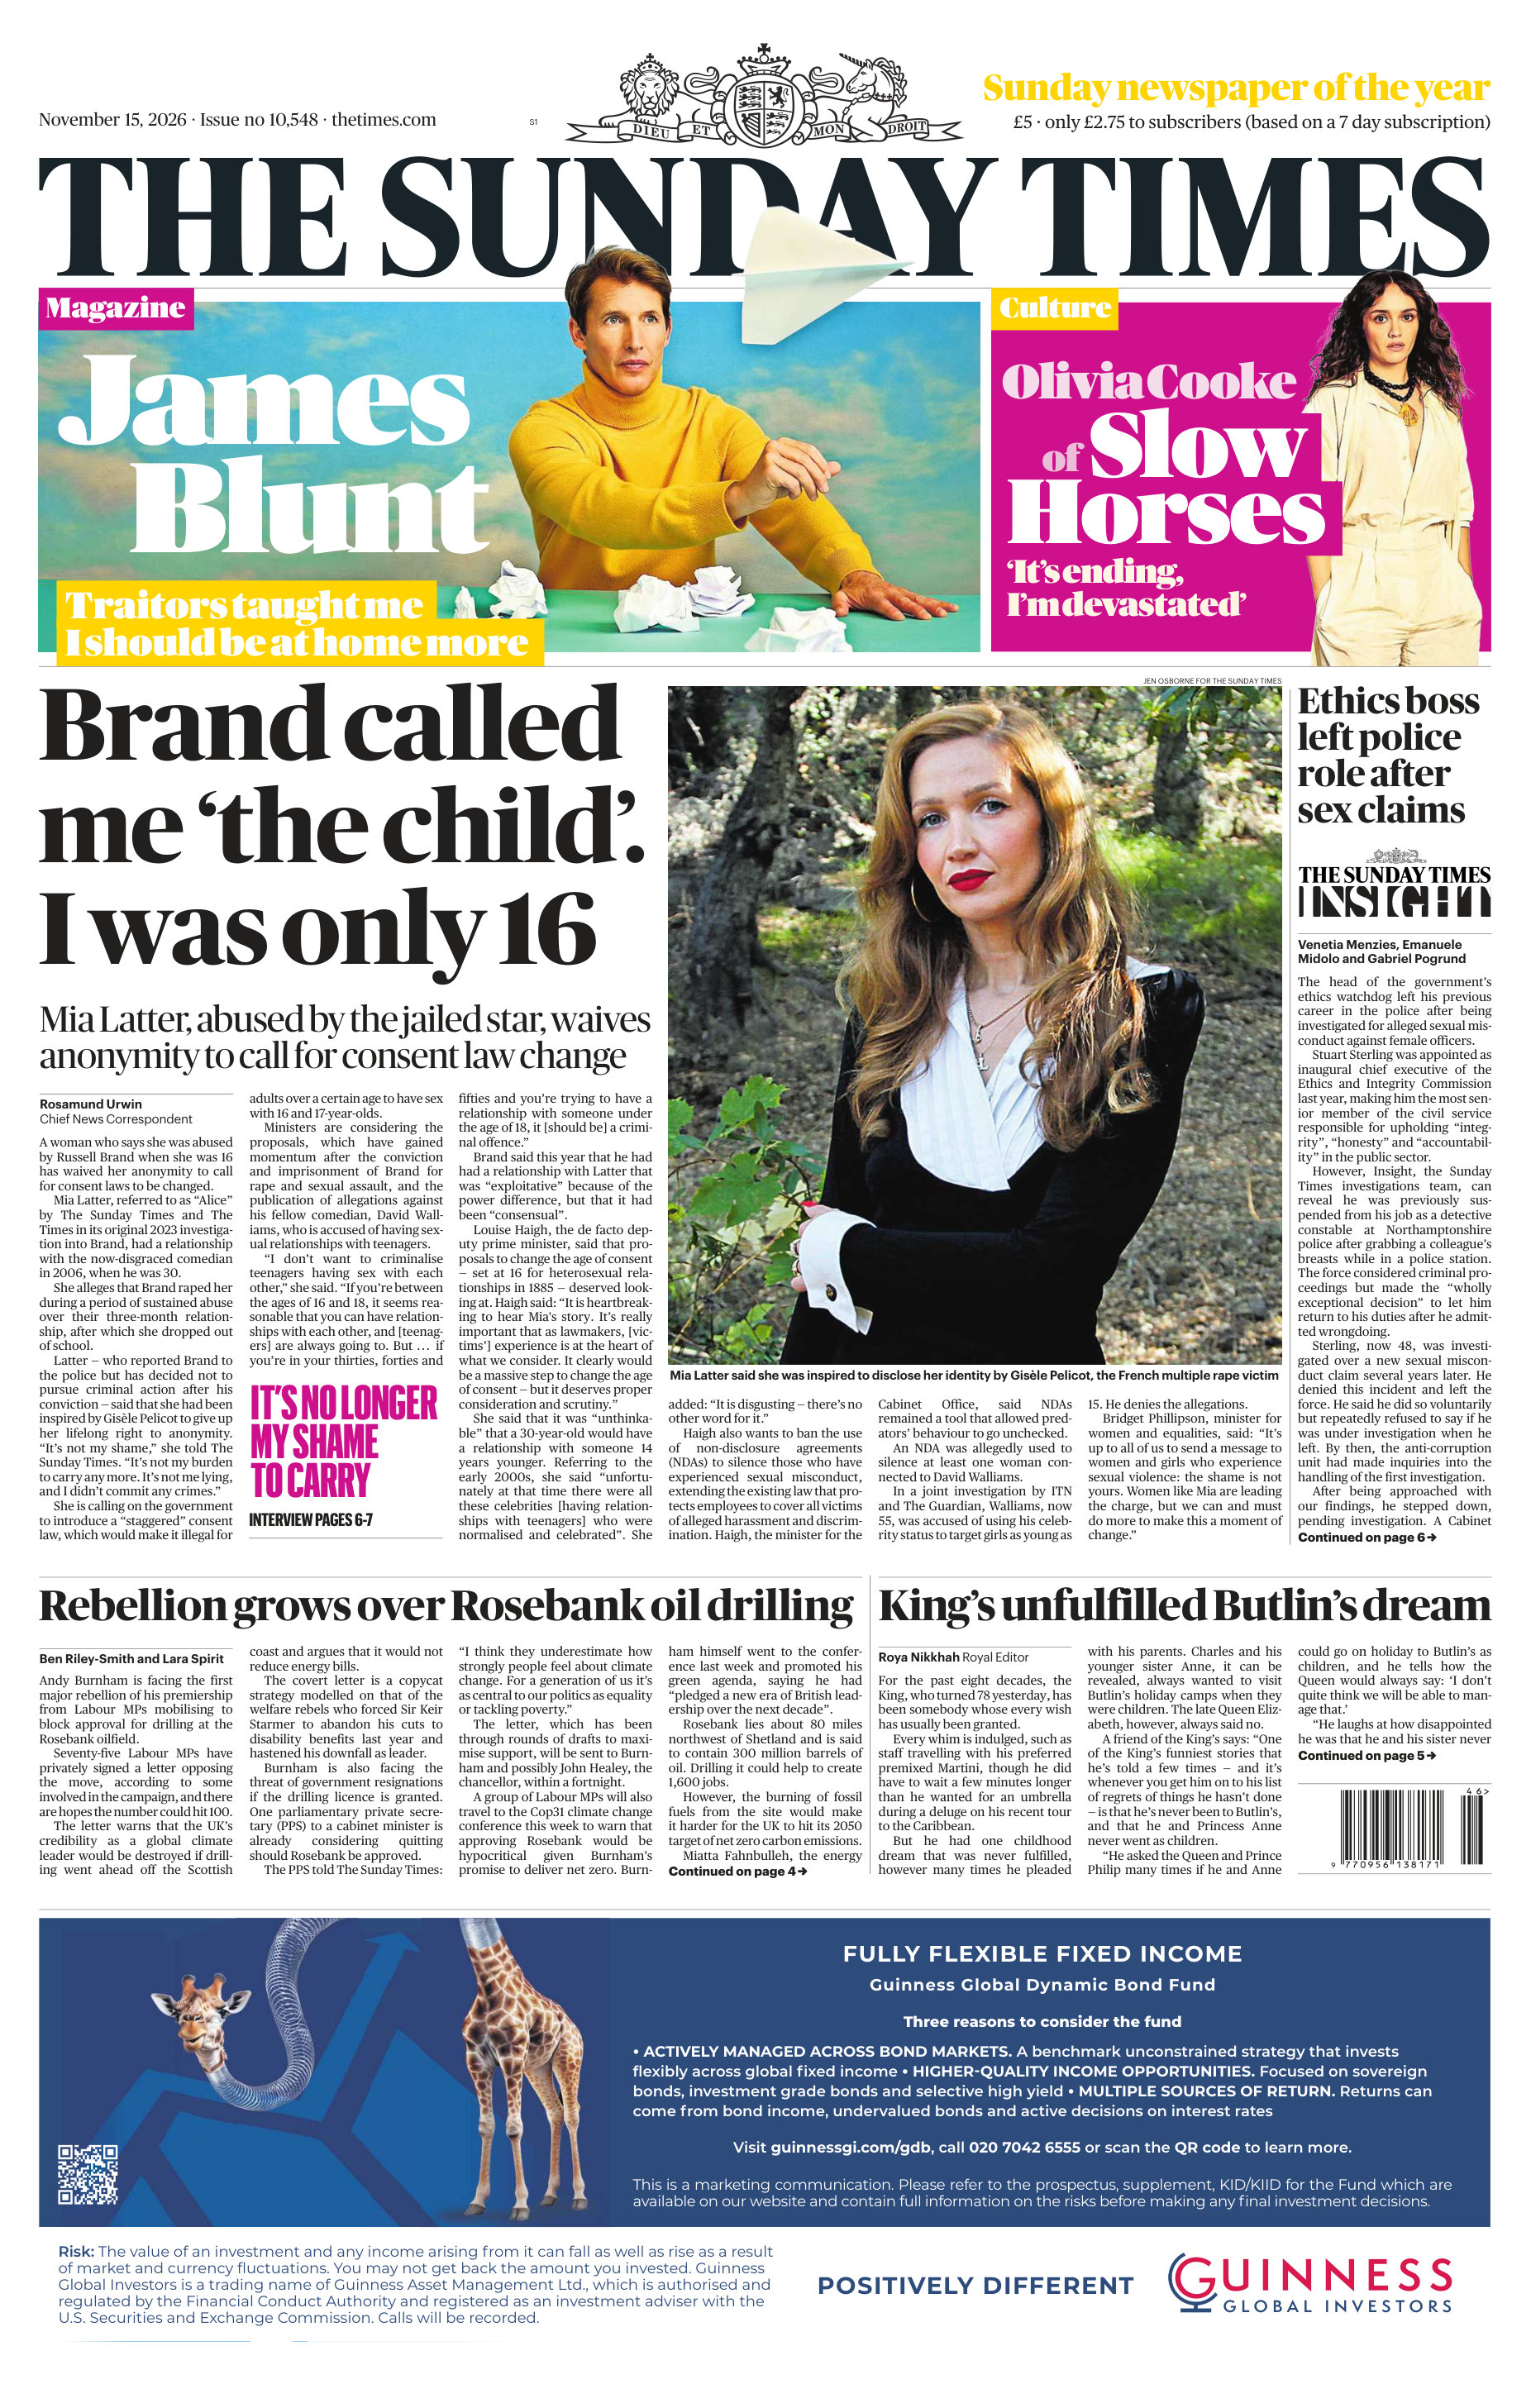 November 15, 2026 · Issue no 10,548 · thetimes.com
S1
DIEU ET MON DROIT
Sunday newspaper of the year
£5 · only £2.75 to subscribers (based on a 7 day subscription)
THE SUNDAY TIMES
Magazine
James
Blunt
Traitors taught me
I should be at home more
Culture
Olivia Cooke
of Slow
Horses
‘It’s ending,
I’m devastated’
Brand called
me ‘the child’.
I was only 16
Mia Latter, abused by the jailed star, waives
anonymity to call for consent law change
Rosamund Urwin
Chief News Correspondent
A woman who says she was abused
by Russell Brand when she was 16
has waived her anonymity to call
for consent laws to be changed.
Mia Latter, referred to as “Alice”
by The Sunday Times and The
Times in its original 2023 investiga-
tion into Brand, had a relationship
with the now-disgraced comedian
in 2006, when he was 30.
She alleges that Brand raped her
during a period of sustained abuse
over their three-month relation-
ship, after which she dropped out
of school.
Latter — who reported Brand to
the police but has decided not to
pursue criminal action after his
conviction — said that she had been
inspired by Gisèle Pelicot to give up
her lifelong right to anonymity.
“It’s not my shame,” she told The
Sunday Times. “It’s not my burden
to carry any more. It’s not me lying,
and I didn’t commit any crimes.”
She is calling on the government
to introduce a “staggered” consent
law, which would make it illegal for
adults over a certain age to have sex
with 16 and 17-year-olds.
Ministers are considering the
proposals, which have gained
momentum after the conviction
and imprisonment of Brand for
rape and sexual assault, and the
publication of allegations against
his fellow comedian, David Wall-
iams, who is accused of having sex-
ual relationships with teenagers.
“I don’t want to criminalise
teenagers having sex with each
other,” she said. “If you’re between
the ages of 16 and 18, it seems rea-
sonable that you can have relation-
ships with each other, and [teenag-
ers] are always going to. But … if
you’re in your thirties, forties and
IT’S NO LONGER
MY SHAME
TO CARRY
INTERVIEW PAGES 6-7
fifties and you’re trying to have a
relationship with someone under
the age of 18, it [should be] a crimi-
nal offence.”
Brand said this year that he had
had a relationship with Latter that
was “exploitative” because of the
power difference, but that it had
been “consensual”.
Louise Haigh, the de facto dep-
uty prime minister, said that pro-
posals to change the age of consent
— set at 16 for heterosexual rela-
tionships in 1885 — deserved look-
ing at. Haigh said: “It is heartbreak-
ing to hear Mia's story. It’s really
important that as lawmakers, [vic-
tims’] experience is at the heart of
what we consider. It clearly would
be a massive step to change the age
of consent — but it deserves proper
consideration and scrutiny.”
She said that it was “unthinka-
ble” that a 30-year-old would have
a relationship with someone 14
years younger. Referring to the
early 2000s, she said “unfortu-
nately at that time there were all
these celebrities [having relation-
ships with teenagers] who were
normalised and celebrated”. She
JEN OSBORNE FOR THE SUNDAY TIMES
Mia Latter said she was inspired to disclose her identity by Gisèle Pelicot, the French multiple rape victim
added: “It is disgusting — there’s no
other word for it.”
Haigh also wants to ban the use
of non-disclosure agreements
(NDAs) to silence those who have
experienced sexual misconduct,
extending the existing law that pro-
tects employees to cover all victims
of alleged harassment and discrim-
ination. Haigh, the minister for the
Cabinet Office, said NDAs
remained a tool that allowed pred-
ators’ behaviour to go unchecked.
An NDA was allegedly used to
silence at least one woman con-
nected to David Walliams.
In a joint investigation by ITN
and The Guardian, Walliams, now
55, was accused of using his celeb-
rity status to target girls as young as
15. He denies the allegations.
Bridget Phillipson, minister for
women and equalities, said: “It’s
up to all of us to send a message to
women and girls who experience
sexual violence: the shame is not
yours. Women like Mia are leading
the charge, but we can and must
do more to make this a moment of
change.”
Ethics boss
left police
role after
sex claims
THE SUNDAY TIMES
INSIGHT
Venetia Menzies, Emanuele
Midolo and Gabriel Pogrund
The head of the government’s
ethics watchdog left his previous
career in the police after being
investigated for alleged sexual mis-
conduct against female officers.
Stuart Sterling was appointed as
inaugural chief executive of the
Ethics and Integrity Commission
last year, making him the most sen-
ior member of the civil service
responsible for upholding “integ-
rity”, “honesty” and “accountabil-
ity” in the public sector.
However, Insight, the Sunday
Times investigations team, can
reveal he was previously sus-
pended from his job as a detective
constable at Northamptonshire
police after grabbing a colleague’s
breasts while in a police station.
The force considered criminal pro-
ceedings but made the “wholly
exceptional decision” to let him
return to his duties after he admit-
ted wrongdoing.
Sterling, now 48, was investi-
gated over a new sexual miscon-
duct claim several years later. He
denied this incident and left the
force. He said he did so voluntarily
but repeatedly refused to say if he
was under investigation when he
left. By then, the anti-corruption
unit had made inquiries into the
handling of the first investigation.
After being approached with
our findings, he stepped down,
pending investigation. A Cabinet
Continued on page 6→
Rebellion grows over Rosebank oil drilling
Ben Riley-Smith and Lara Spirit
Andy Burnham is facing the first
major rebellion of his premiership
from Labour MPs mobilising to
block approval for drilling at the
Rosebank oilfield.
Seventy-five Labour MPs have
privately signed a letter opposing
the move, according to some
involved in the campaign, and there
are hopes the number could hit 100.
The letter warns that the UK’s
credibility as a global climate
leader would be destroyed if drill-
ing went ahead off the Scottish
coast and argues that it would not
reduce energy bills.
The covert letter is a copycat
strategy modelled on that of the
welfare rebels who forced Sir Keir
Starmer to abandon his cuts to
disability benefits last year and
hastened his downfall as leader.
Burnham is also facing the
threat of government resignations
if the drilling licence is granted.
One parliamentary private secre-
tary (PPS) to a cabinet minister is
already considering quitting
should Rosebank be approved.
The PPS told The Sunday Times:
“I think they underestimate how
strongly people feel about climate
change. For a generation of us it’s
as central to our politics as equality
or tackling poverty.”
The letter, which has been
through rounds of drafts to maxi-
mise support, will be sent to Burn-
ham and possibly John Healey, the
chancellor, within a fortnight.
A group of Labour MPs will also
travel to the Cop31 climate change
conference this week to warn that
approving Rosebank would be
hypocritical given Burnham’s
promise to deliver net zero. Burn-
ham himself went to the confer-
ence last week and promoted his
green agenda, saying he had
“pledged a new era of British lead-
ership over the next decade”.
Rosebank lies about 80 miles
northwest of Shetland and is said
to contain 300 million barrels of
oil. Drilling it could help to create
1,600 jobs.
However, the burning of fossil
fuels from the site would make
it harder for the UK to hit its 2050
target of net zero carbon emissions.
Miatta Fahnbulleh, the energy
Continued on page 4→
King’s unfulfilled Butlin’s dream
Roya Nikkhah Royal Editor
For the past eight decades, the
King, who turned 78 yesterday, has
been somebody whose every wish
has usually been granted.
Every whim is indulged, such as
staff travelling with his preferred
premixed Martini, though he did
have to wait a few minutes longer
than he wanted for an umbrella
during a deluge on his recent tour
to the Caribbean.
But he had one childhood
dream that was never fulfilled,
however many times he pleaded
with his parents. Charles and his
younger sister Anne, it can be
revealed, always wanted to visit
Butlin’s holiday camps when they
were children. The late Queen Eliz-
abeth, however, always said no.
A friend of the King’s says: “One
of the King’s funniest stories that
he’s told a few times — and it’s
whenever you get him on to his list
of regrets of things he hasn’t done
— is that he’s never been to Butlin’s,
and that he and Princess Anne
never went as children.
“He asked the Queen and Prince
Philip many times if he and Anne
could go on holiday to Butlin’s as
children, and he tells how the
Queen would always say: ‘I don’t
quite think we will be able to man-
age that.’
“He laughs at how disappointed
he was that he and his sister never
Continued on page 5→
46>
9 770956 138171
FULLY FLEXIBLE FIXED INCOME
Guinness Global Dynamic Bond Fund
Three reasons to consider the fund
• ACTIVELY MANAGED ACROSS BOND MARKETS. A benchmark unconstrained strategy that invests
flexibly across global fixed income • HIGHER-QUALITY INCOME OPPORTUNITIES. Focused on sovereign
bonds, investment grade bonds and selective high yield • MULTIPLE SOURCES OF RETURN. Returns can
come from bond income, undervalued bonds and active decisions on interest rates
Visit guinnessgi.com/gdb, call 020 7042 6555 or scan the QR code to learn more.
This is a marketing communication. Please refer to the prospectus, supplement, KID/KIID for the Fund which are
available on our website and contain full information on the risks before making any final investment decisions.
Risk: The value of an investment and any income arising from it can fall as well as rise as a result
of market and currency fluctuations. You may not get back the amount you invested. Guinness
Global Investors is a trading name of Guinness Asset Management Ltd., which is authorised and
regulated by the Financial Conduct Authority and registered as an investment adviser with the
U.S. Securities and Exchange Commission. Calls will be recorded.
POSITIVELY DIFFERENT
GUINNESS
GLOBAL INVESTORS